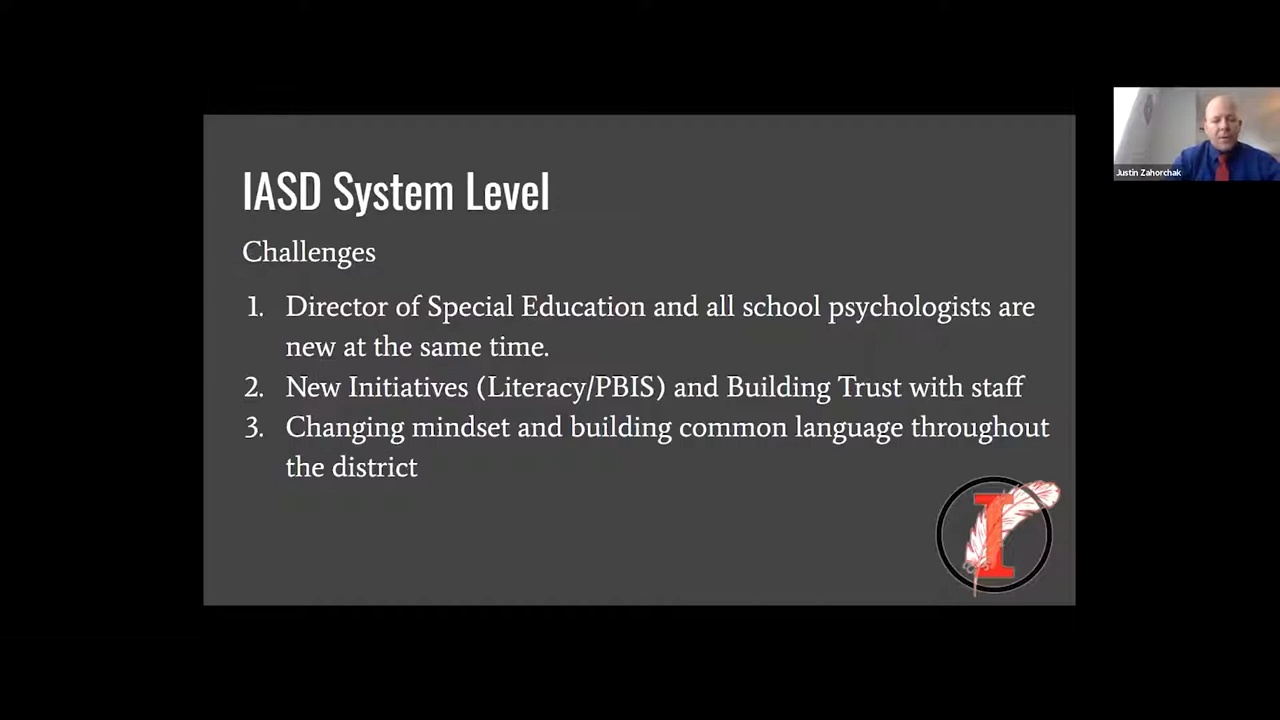 IASD System Level
Challenges
1. Director of Special Education and all school psychologists are
new at the same time.
2. New Initiatives (Literacy/PBIS) and Building Trust with staff
3. Changing mindset and building common language throughout
the district
I
Justin Zahorchak